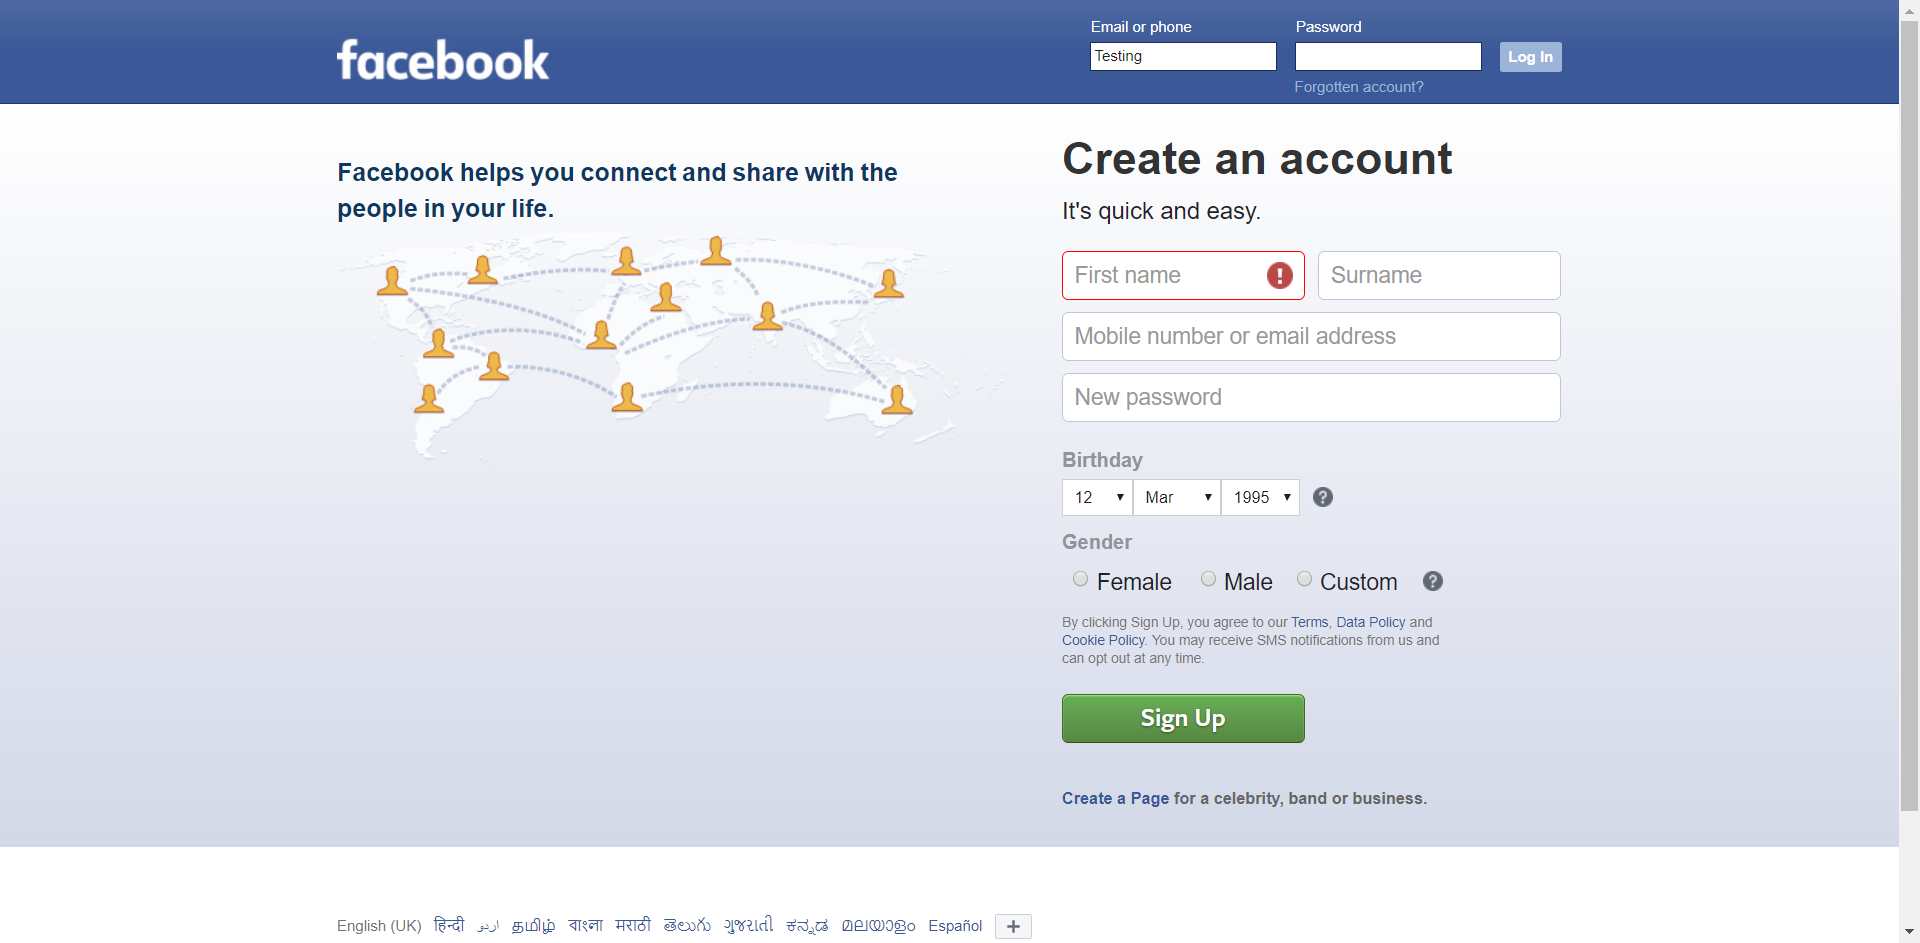 facebook
Email or phone
Password
Testing
Log In
Forgotten account?
Facebook helps you connect and share with the
people in your life.
Create an account
It's quick and easy.
First name
Surname
Mobile number or email address
New password
Birthday
12 Mar 1995
Gender
Female Male Custom
By clicking Sign Up, you agree to our Terms, Data Policy and
Cookie Policy. You may receive SMS notifications from us and
can opt out at any time.
Sign Up
Create a Page for a celebrity, band or business.
English (UK) हिन्दी اردو தமிழ் বাংলা मराठी తెలుగు ગુજરાતી ಕನ್ನಡ മലയാളം Español +